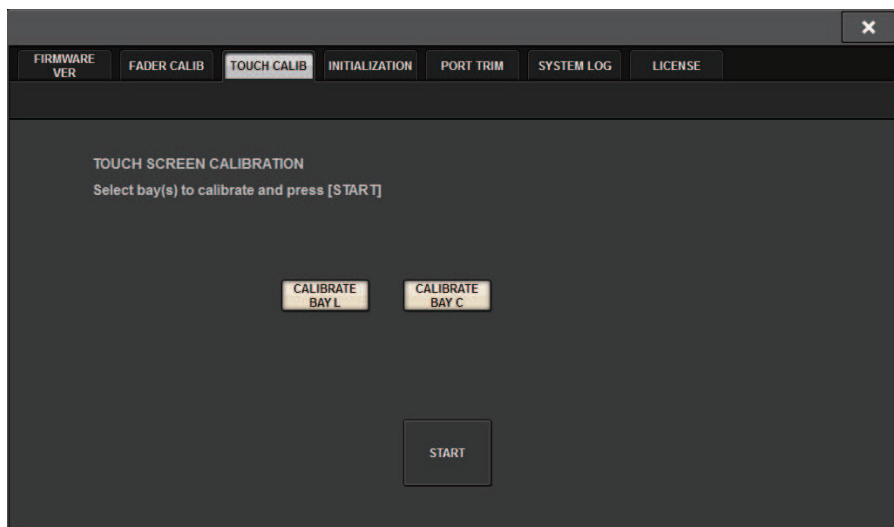 FIRMWARE
VER
FADER CALIB
TOUCH CALIB
INITIALIZATION
PORT TRIM
SYSTEM LOG
LICENSE
TOUCH SCREEN CALIBRATION
Select bay(s) to calibrate and press [START]
CALIBRATE
BAY L
CALIBRATE
BAY C
START